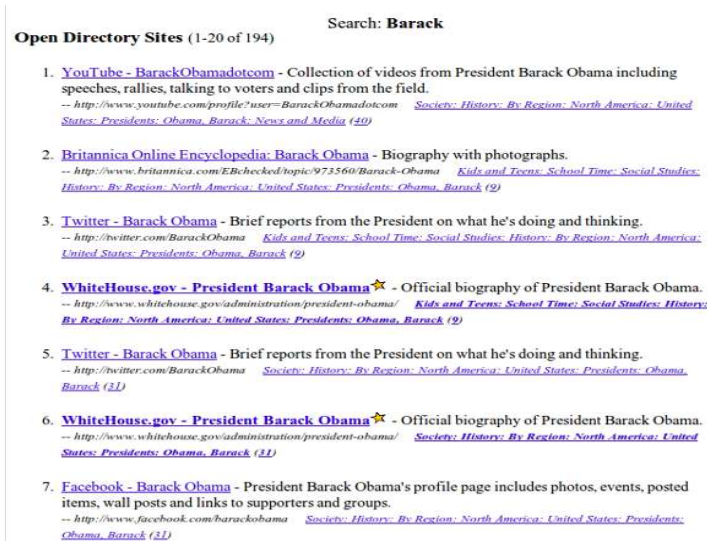 Search: Barack
Open Directory Sites (1-20 of 194)
1. YouTube - BarackObamadotcom - Collection of videos from President Barack Obama including
speeches, rallies, talking to voters and clips from the field.
-- http://www.youtube.com/profile?user=BarackObamadotcom Society: History: By Region: North America: United
States: Presidents: Obama, Barack: News and Media (40)
2. Britannica Online Encyclopedia: Barack Obama - Biography with photographs.
-- http://www.britannica.com/EBchecked/topic/973560/Barack-Obama Kids and Teens: School Time: Social Studies:
History: By Region: North America: United States: Presidents: Obama, Barack (9)
3. Twitter - Barack Obama - Brief reports from the President on what he's doing and thinking.
-- http://twitter.com/BarackObama Kids and Teens: School Time: Social Studies: History: By Region: North America:
United States: Presidents: Obama, Barack (9)
4. WhiteHouse.gov - President Barack Obama - Official biography of President Barack Obama.
-- http://www.whitehouse.gov/administration/president-obama/ Kids and Teens: School Time: Social Studies: History:
By Region: North America: United States: Presidents: Obama, Barack (9)
5. Twitter - Barack Obama - Brief reports from the President on what he's doing and thinking.
-- http://twitter.com/BarackObama Society: History: By Region: North America: United States: Presidents: Obama,
Barack (31)
6. WhiteHouse.gov - President Barack Obama - Official biography of President Barack Obama.
-- http://www.whitehouse.gov/administration/president-obama/ Society: History: By Region: North America: United
States: Presidents: Obama, Barack (31)
7. Facebook - Barack Obama - President Barack Obama's profile page includes photos, events, posted
items, wall posts and links to supporters and groups.
-- http://www.facebook.com/barackobama Society: History: By Region: North America: United States: Presidents:
Obama, Barack (31)